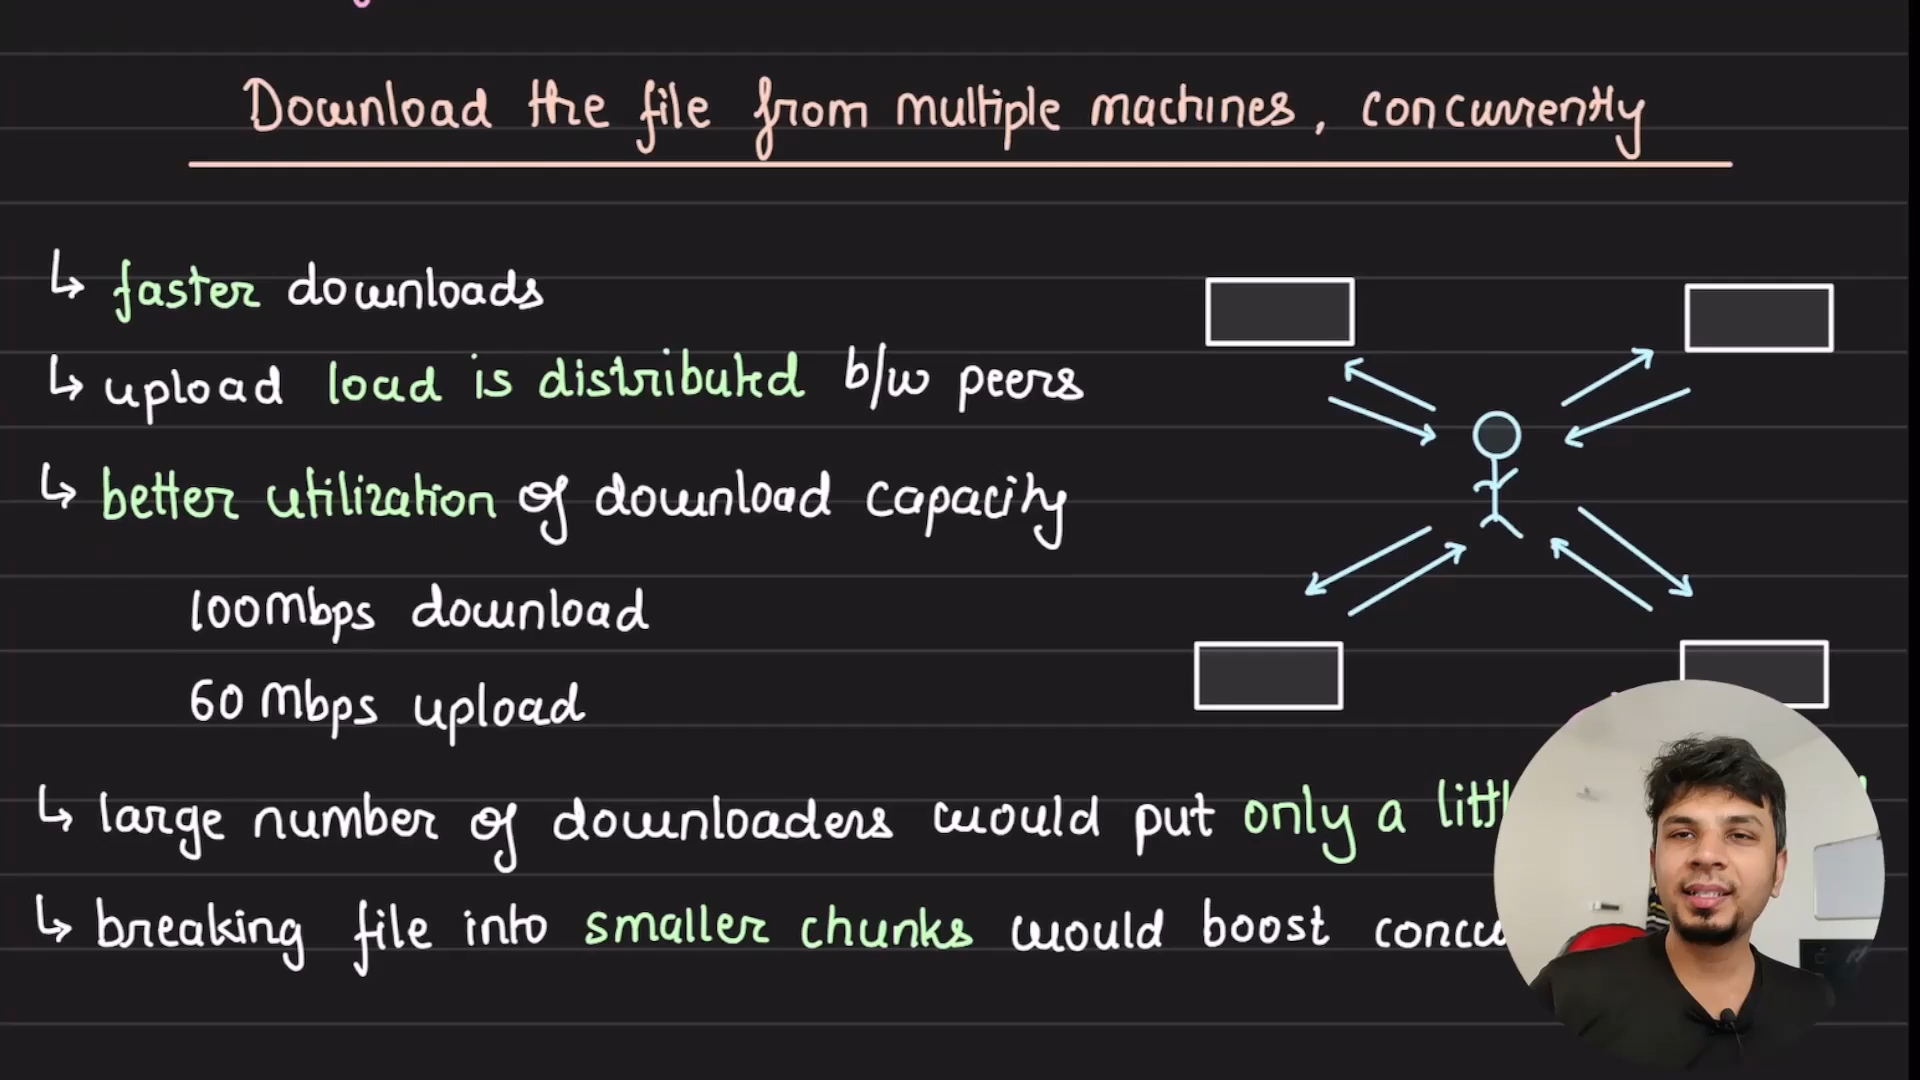 Download the file from multiple machines, concurrently
↳ faster downloads
↳ upload load is distributed b/w peers
↳ better utilization of download capacity
100Mbps download
60 Mbps upload
↳ large number of downloaders would put only a
↳ breaking file into smaller chunks would boost